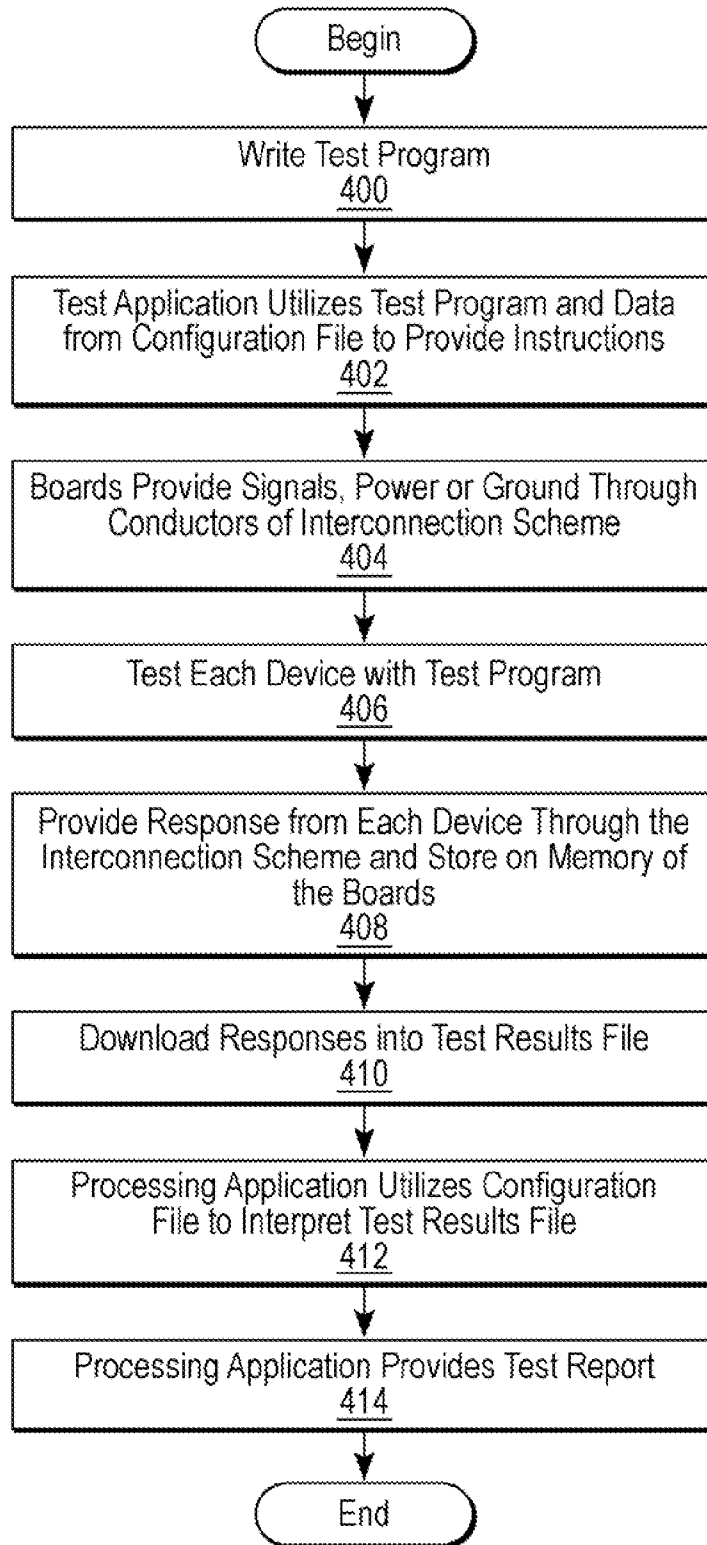 Begin
Write Test Program
400
Test Application Utilizes Test Program and Data
from Configuration File to Provide Instructions
402
Boards Provide Signals, Power or Ground Through
Conductors of Interconnection Scheme
404
Test Each Device with Test Program
406
Provide Response from Each Device Through the
Interconnection Scheme and Store on Memory of
the Boards
408
Download Responses into Test Results File
410
Processing Application Utilizes Configuration
File to Interpret Test Results File
412
Processing Application Provides Test Report
414
End